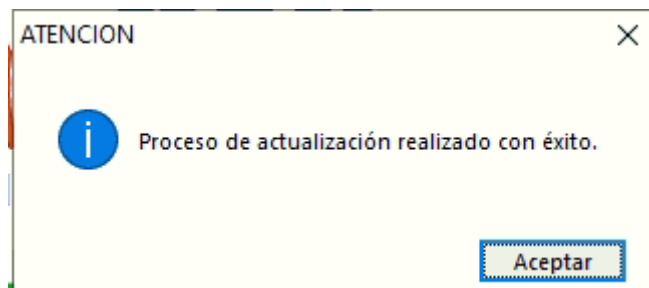 ATENCION
Proceso de actualización realizado con éxito.
Aceptar